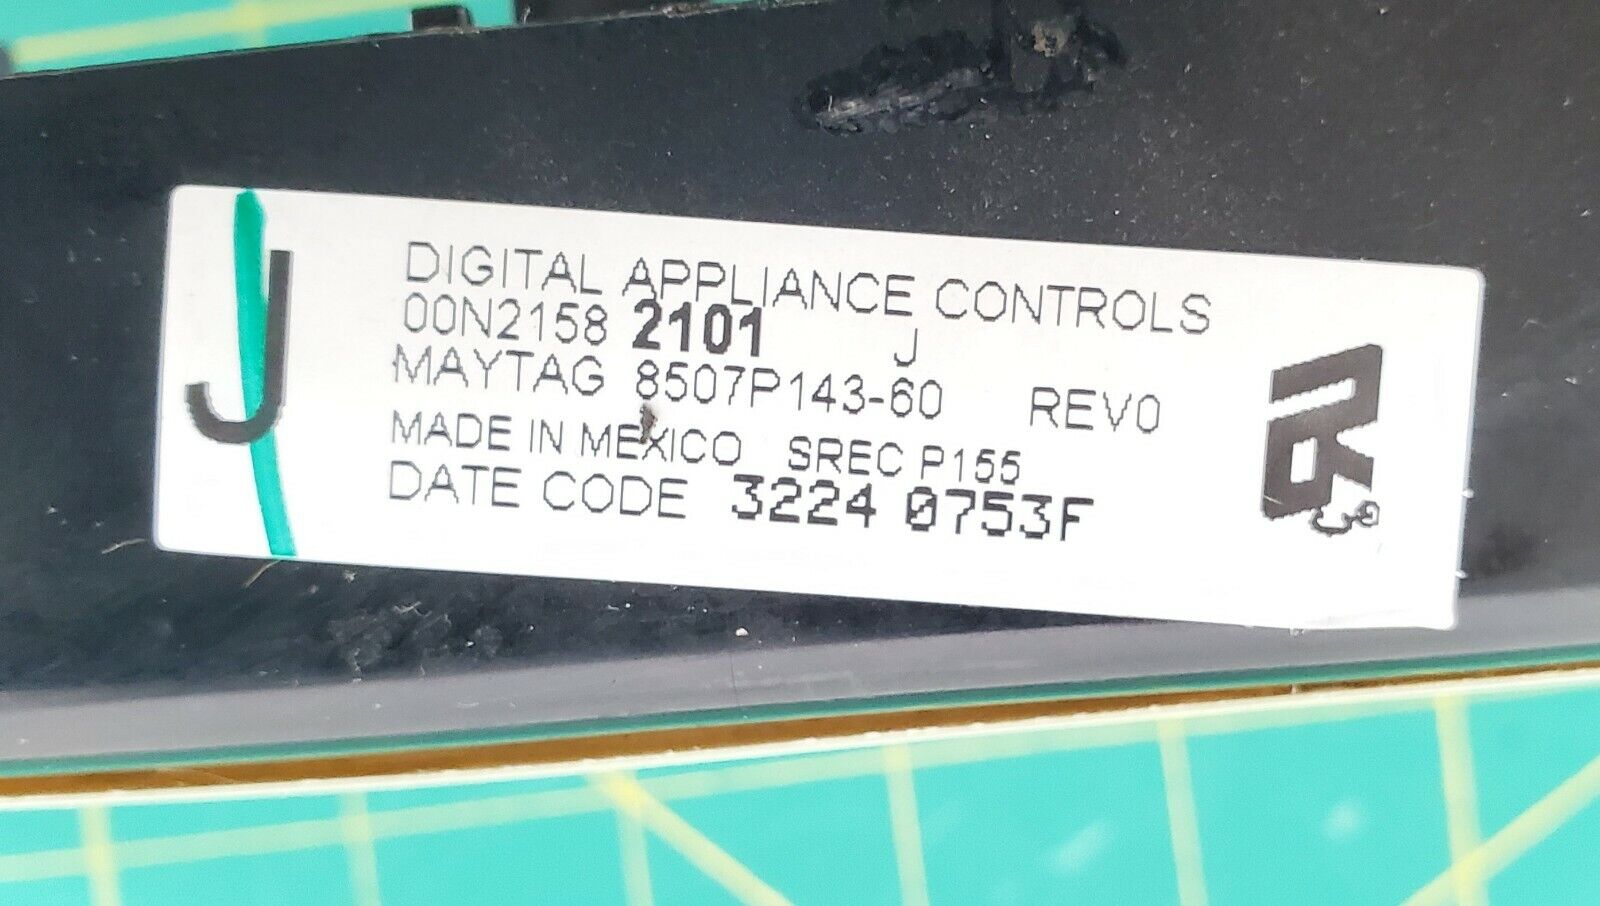 J
DIGITAL APPLIANCE CONTROLS
00N2158 2101 J
MAYTAG 8507P143-60 REV0
MADE IN MEXICO SREC P155
DATE CODE 3224 0753F